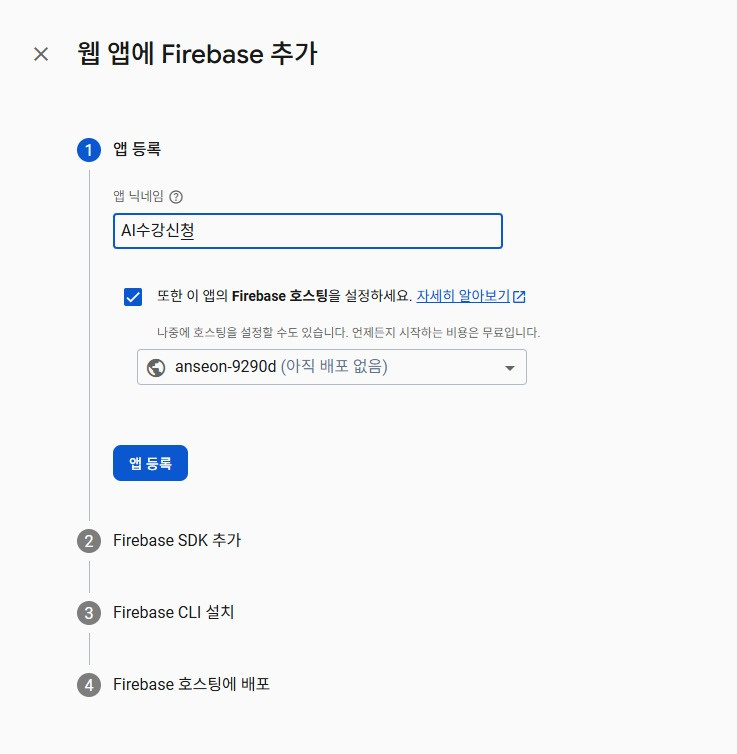 웹 앱에 Firebase 추가
1 앱 등록
앱 닉네임 ?
AI수강신청
또한 이 앱의 Firebase 호스팅을 설정하세요. 자세히 알아보기
나중에 호스팅을 설정할 수도 있습니다. 언제든지 시작하는 비용은 무료입니다.
anseon-9290d (아직 배포 없음)
앱 등록
2 Firebase SDK 추가
3 Firebase CLI 설치
4 Firebase 호스팅에 배포